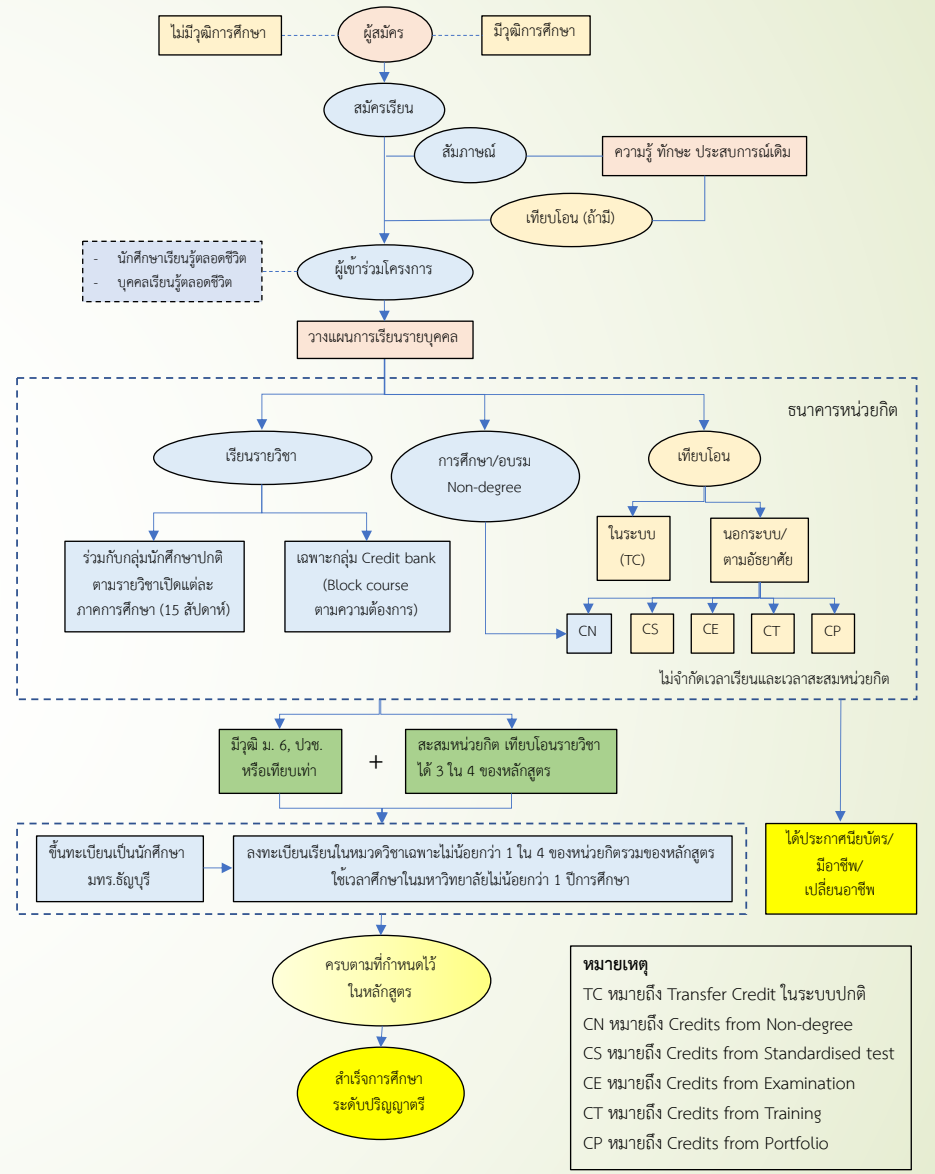 ไม่มีวุฒิการศึกษา
ผู้สมัคร
มีวุฒิการศึกษา
สมัครเรียน
สัมภาษณ์
ความรู้ ทักษะ ประสบการณ์เดิม
เทียบโอน (ถ้ามี)
- นักศึกษาเรียนรู้ตลอดชีวิต
- บุคคลเรียนรู้ตลอดชีวิต
ผู้เข้าร่วมโครงการ
วางแผนการเรียนรายบุคคล
ธนาคารหน่วยกิต
เรียนรายวิชา
การศึกษา/อบรม
Non-degree
เทียบโอน
ร่วมกับกลุ่มนักศึกษาปกติ
ตามรายวิชาเปิดแต่ละ
ภาคการศึกษา (15 สัปดาห์)
เฉพาะกลุ่ม Credit bank
(Block course
ตามความต้องการ)
ในระบบ
(TC)
นอกระบบ/
ตามอัธยาศัย
CN
CS
CE
CT
CP
ไม่จำกัดเวลาเรียนและเวลาสะสมหน่วยกิต
มีวุฒิ ม. 6, ปวช.
หรือเทียบเท่า
+
สะสมหน่วยกิต เทียบโอนรายวิชา
ได้ 3 ใน 4 ของหลักสูตร
ขึ้นทะเบียนเป็นนักศึกษา
มทร.ธัญบุรี
ลงทะเบียนเรียนในหมวดวิชาเฉพาะไม่น้อยกว่า 1 ใน 4 ของหน่วยกิตรวมของหลักสูตร
ใช้เวลาศึกษาในมหาวิทยาลัยไม่น้อยกว่า 1 ปีการศึกษา
ได้ประกาศนียบัตร/
มีอาชีพ/
เปลี่ยนอาชีพ
ครบตามที่กำหนดไว้
ในหลักสูตร
สำเร็จการศึกษา
ระดับปริญญาตรี
หมายเหตุ
TC หมายถึง Transfer Credit ในระบบปกติ
CN หมายถึง Credits from Non-degree
CS หมายถึง Credits from Standardised test
CE หมายถึง Credits from Examination
CT หมายถึง Credits from Training
CP หมายถึง Credits from Portfolio